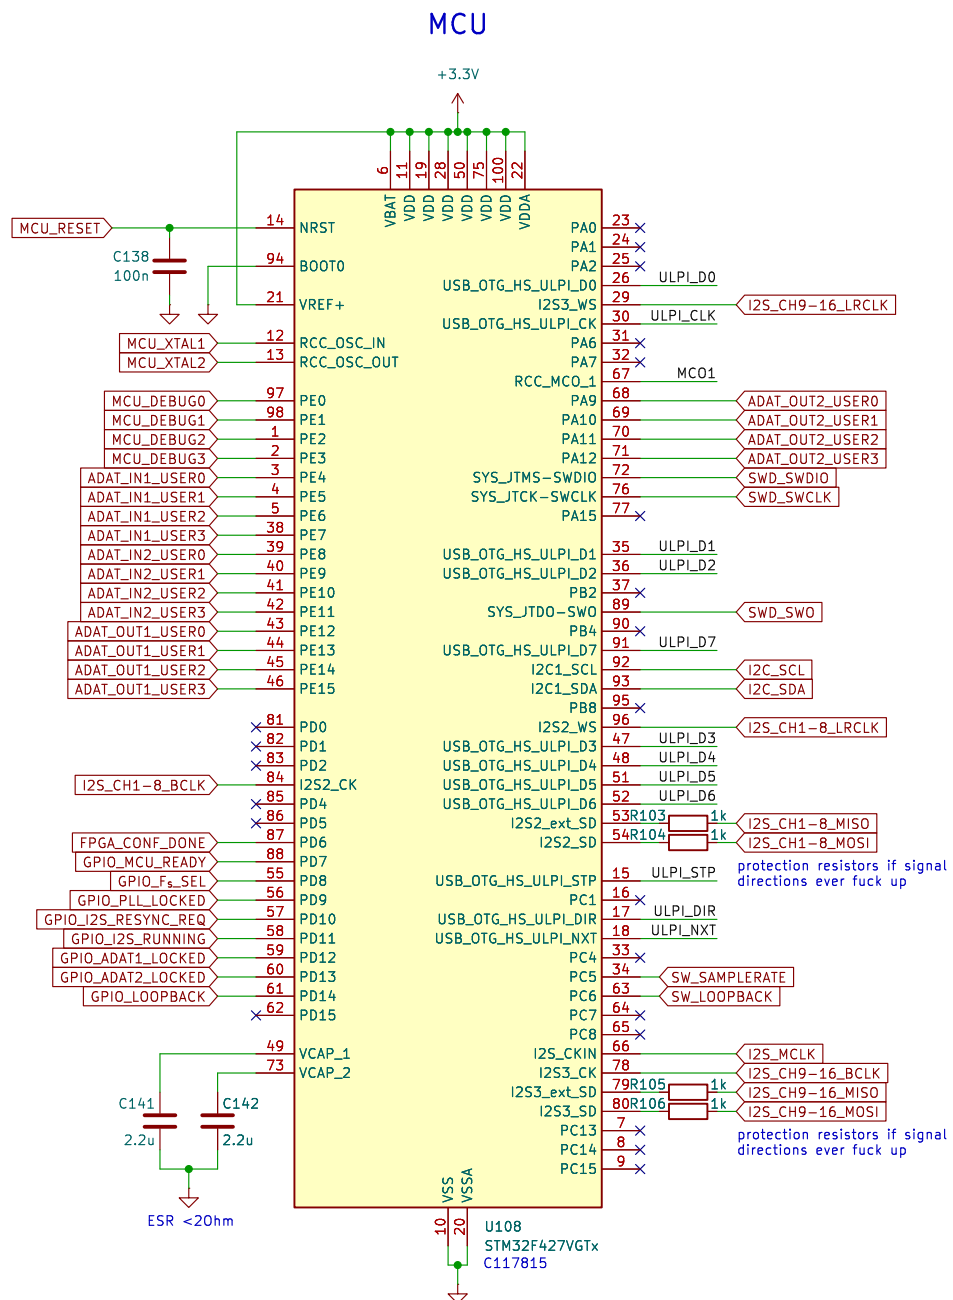 MCU
+3.3V
6 11 19 28 50 75 100 22
VBAT VDD VDD VDD VDD VDD VDD VDDA
MCU_RESET 14 NRST
C138
100n
94 BOOT0
21 VREF+
MCU_XTAL1 12 RCC_OSC_IN
MCU_XTAL2 13 RCC_OSC_OUT
MCU_DEBUG0 97 PE0
MCU_DEBUG1 98 PE1
MCU_DEBUG2 1 PE2
MCU_DEBUG3 2 PE3
ADAT_IN1_USER0 3 PE4
ADAT_IN1_USER1 4 PE5
ADAT_IN1_USER2 5 PE6
ADAT_IN1_USER3 38 PE7
ADAT_IN2_USER0 39 PE8
ADAT_IN2_USER1 40 PE9
ADAT_IN2_USER2 41 PE10
ADAT_IN2_USER3 42 PE11
ADAT_OUT1_USER0 43 PE12
ADAT_OUT1_USER1 44 PE13
ADAT_OUT1_USER2 45 PE14
ADAT_OUT1_USER3 46 PE15
81 PD0
82 PD1
83 PD2
I2S_CH1-8_BCLK 84 I2S2_CK
85 PD4
86 PD5
FPGA_CONF_DONE 87 PD6
GPIO_MCU_READY 88 PD7
GPIO_Fs_SEL 55 PD8
GPIO_PLL_LOCKED 56 PD9
GPIO_I2S_RESYNC_REQ 57 PD10
GPIO_I2S_RUNNING 58 PD11
GPIO_ADAT1_LOCKED 59 PD12
GPIO_ADAT2_LOCKED 60 PD13
GPIO_LOOPBACK 61 PD14
62 PD15
49 VCAP_1
73 VCAP_2
C141 C142
2.2u 2.2u
ESR <2Ohm
PA0 23
PA1 24
PA2 25
USB_OTG_HS_ULPI_D0 26 ULPI_D0
I2S3_WS 29 I2S_CH9-16_LRCLK
USB_OTG_HS_ULPI_CK 30 ULPI_CLK
PA6 31
PA7 32
RCC_MCO_1 67 MCO1
PA9 68 ADAT_OUT2_USER0
PA10 69 ADAT_OUT2_USER1
PA11 70 ADAT_OUT2_USER2
PA12 71 ADAT_OUT2_USER3
SYS_JTMS-SWDIO 72 SWD_SWDIO
SYS_JTCK-SWCLK 76 SWD_SWCLK
PA15 77
USB_OTG_HS_ULPI_D1 35 ULPI_D1
USB_OTG_HS_ULPI_D2 36 ULPI_D2
PB2 37
SYS_JTDO-SWO 89 SWD_SWO
PB4 90
USB_OTG_HS_ULPI_D7 91 ULPI_D7
I2C1_SCL 92 I2C_SCL
I2C1_SDA 93 I2C_SDA
PB8 95
I2S2_WS 96 I2S_CH1-8_LRCLK
USB_OTG_HS_ULPI_D3 47 ULPI_D3
USB_OTG_HS_ULPI_D4 48 ULPI_D4
USB_OTG_HS_ULPI_D5 51 ULPI_D5
USB_OTG_HS_ULPI_D6 52 ULPI_D6
I2S2_ext_SD 53 R103 1k I2S_CH1-8_MISO
I2S2_SD 54 R104 1k I2S_CH1-8_MOSI
protection resistors if signal
directions ever fuck up
USB_OTG_HS_ULPI_STP 15 ULPI_STP
PC1 16
USB_OTG_HS_ULPI_DIR 17 ULPI_DIR
USB_OTG_HS_ULPI_NXT 18 ULPI_NXT
PC4 33
PC5 34 SW_SAMPLERATE
PC6 63 SW_LOOPBACK
PC7 64
PC8 65
I2S_CKIN 66 I2S_MCLK
I2S3_CK 78 I2S_CH9-16_BCLK
I2S3_ext_SD 79 R105 1k I2S_CH9-16_MISO
I2S3_SD 80 R106 1k I2S_CH9-16_MOSI
protection resistors if signal
directions ever fuck up
PC13 7
PC14 8
PC15 9
VSS VSSA
10 20
U108
STM32F427VGTx
C117815